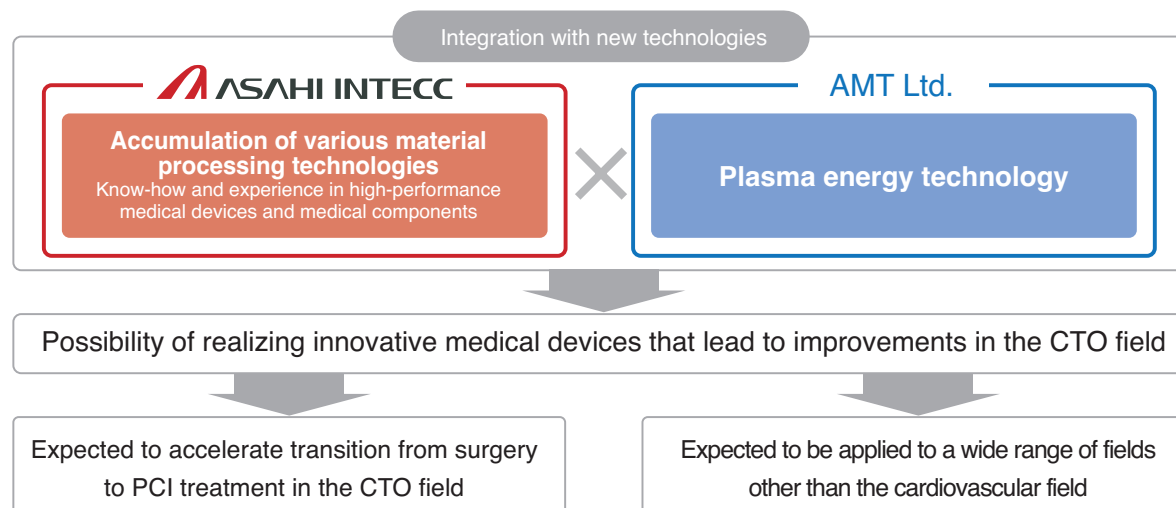 Integration with new technologies
ASAHI INTECC
AMT Ltd.
Accumulation of various material
processing technologies
Know-how and experience in high-performance
medical devices and medical components
Plasma energy technology
Possibility of realizing innovative medical devices that lead to improvements in the CTO field
Expected to accelerate transition from surgery
to PCI treatment in the CTO field
Expected to be applied to a wide range of fields
other than the cardiovascular field